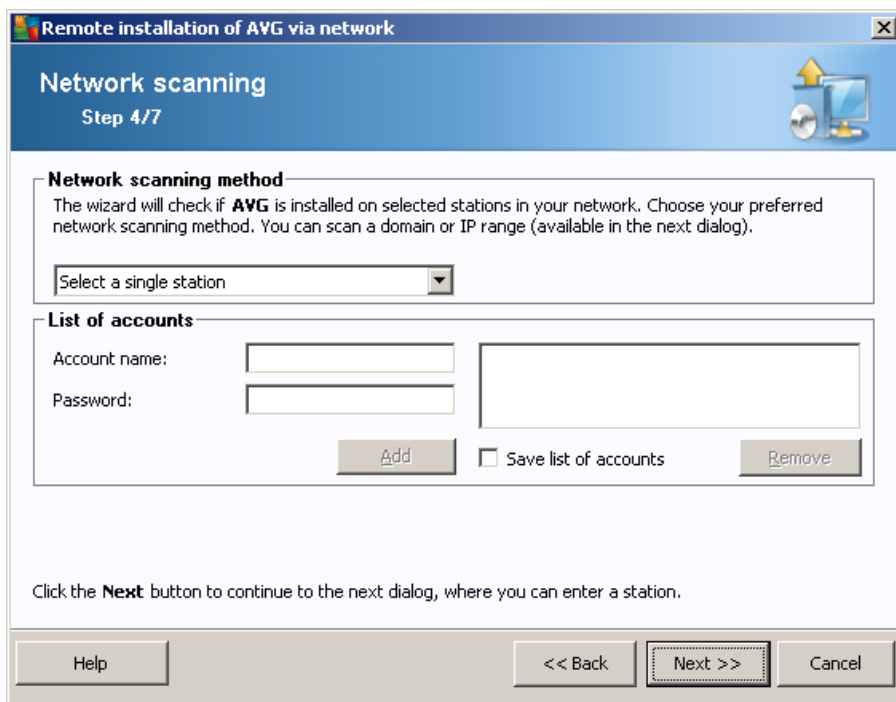 Remote installation of AVG via network
Network scanning
Step 4/7
Network scanning method
The wizard will check if AVG is installed on selected stations in your network. Choose your preferred
network scanning method. You can scan a domain or IP range (available in the next dialog).
Select a single station
List of accounts
Account name:
Password:
Add
Save list of accounts
Remove
Click the Next button to continue to the next dialog, where you can enter a station.
Help
<< Back
Next >>
Cancel